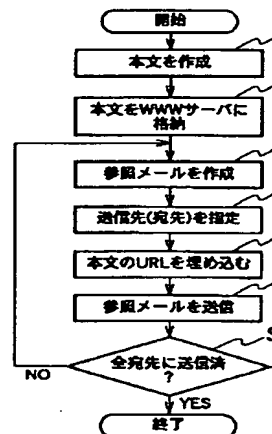 開始
本文を作成
本文をWWWサーバに
格納
参照メールを作成
送信先(宛先)を指定
本文のURLを埋め込む
参照メールを送信
S
全宛先に送信済
?
NO
YES
終了